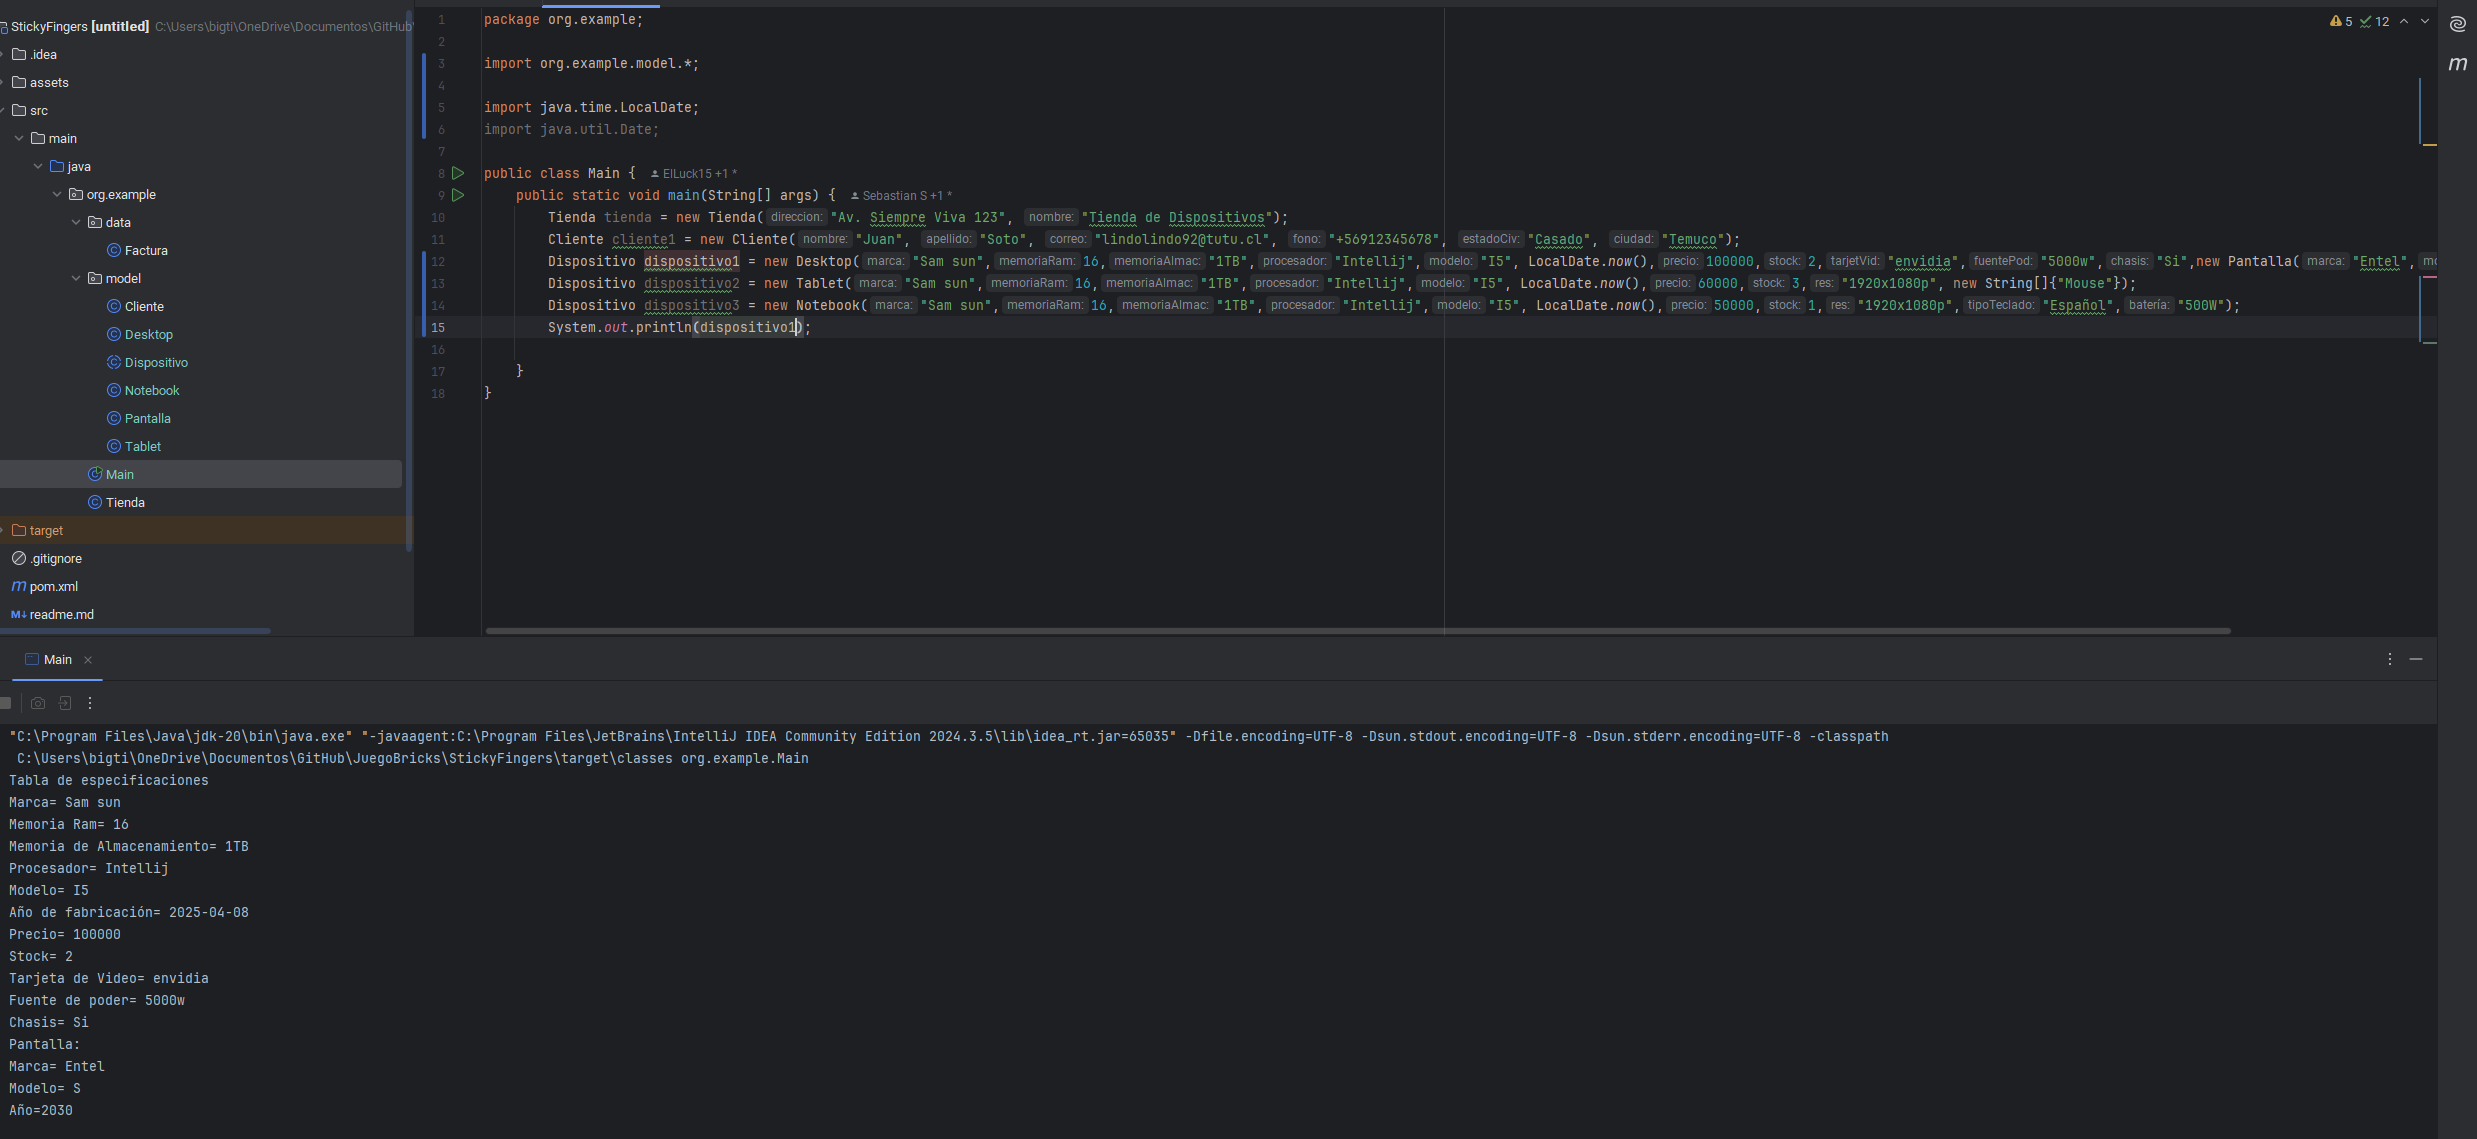 StickyFingers [untitled] C:\Users\bigti\OneDrive\Documentos\GitHub\
.idea
assets
src
main
java
org.example
data
Factura
model
Cliente
Desktop
Dispositivo
Notebook
Pantalla
Tablet
Main
Tienda
target
.gitignore
pom.xml
readme.md
1 package org.example;
2
3 import org.example.model.*;
4
5 import java.time.LocalDate;
6 import java.util.Date;
7
8 public class Main { ElLuck15 +1 *
9 public static void main(String[] args) { Sebastian S +1 *
10 Tienda tienda = new Tienda( direccion: "Av. Siempre Viva 123", nombre: "Tienda de Dispositivos");
11 Cliente cliente1 = new Cliente( nombre: "Juan", apellido: "Soto", correo: "lindolindo92@tutu.cl", fono: "+56912345678", estadoCiv: "Casado", ciudad: "Temuco");
12 Dispositivo dispositivo1 = new Desktop( marca: "Sam sun", memoriaRam: 16, memoriaAlmac: "1TB", procesador: "Intellij", modelo: "I5", LocalDate.now(), precio: 100000, stock: 2, tarjetVid: "envidia", fuentePod: "5000w", chasis: "Si",new Pantalla( marca: "Entel", mo
13 Dispositivo dispositivo2 = new Tablet( marca: "Sam sun", memoriaRam: 16, memoriaAlmac: "1TB", procesador: "Intellij", modelo: "I5", LocalDate.now(), precio: 60000, stock: 3, res: "1920x1080p", new String[]{"Mouse"});
14 Dispositivo dispositivo3 = new Notebook( marca: "Sam sun", memoriaRam: 16, memoriaAlmac: "1TB", procesador: "Intellij", modelo: "I5", LocalDate.now(), precio: 50000, stock: 1, res: "1920x1080p", tipoTeclado: "Español", bateria: "500W");
15 System.out.println(dispositivo1);
16
17 }
18 }
5 12
Main
"C:\Program Files\Java\jdk-20\bin\java.exe" "-javaagent:C:\Program Files\JetBrains\IntelliJ IDEA Community Edition 2024.3.5\lib\idea_rt.jar=65035" -Dfile.encoding=UTF-8 -Dsun.stdout.encoding=UTF-8 -Dsun.stderr.encoding=UTF-8 -classpath
C:\Users\bigti\OneDrive\Documentos\GitHub\JuegoBricks\StickyFingers\target\classes org.example.Main
Tabla de especificaciones
Marca= Sam sun
Memoria Ram= 16
Memoria de Almacenamiento= 1TB
Procesador= Intellij
Modelo= I5
Año de fabricación= 2025-04-08
Precio= 100000
Stock= 2
Tarjeta de Video= envidia
Fuente de poder= 5000w
Chasis= Si
Pantalla:
Marca= Entel
Modelo= S
Año=2030